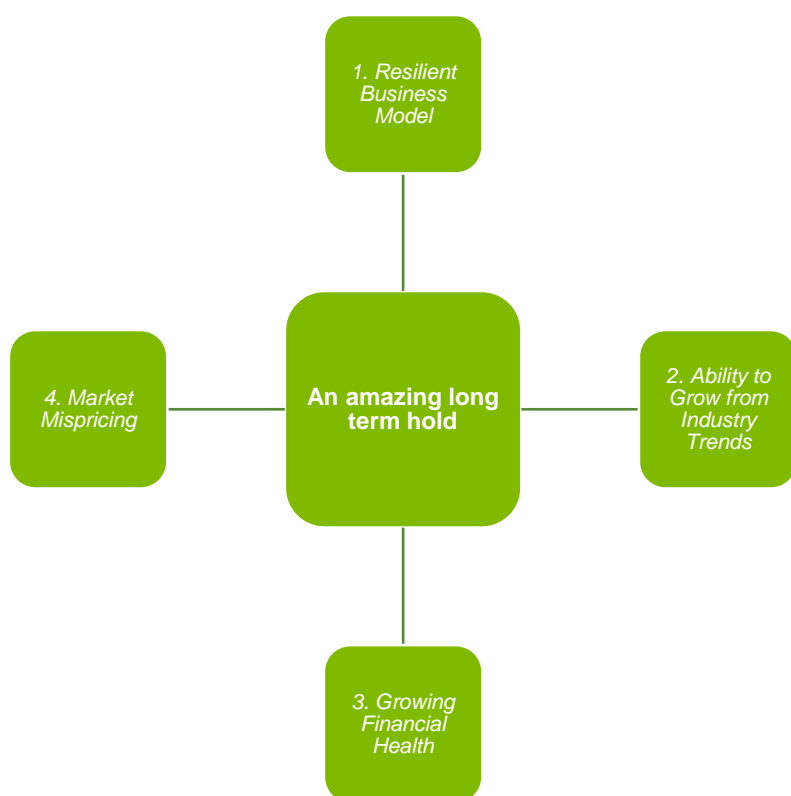 1. Resilient
Business
Model
4. Market
Mispricing
An amazing long
term hold
2. Ability to
Grow from
Industry
Trends
3. Growing
Financial
Health